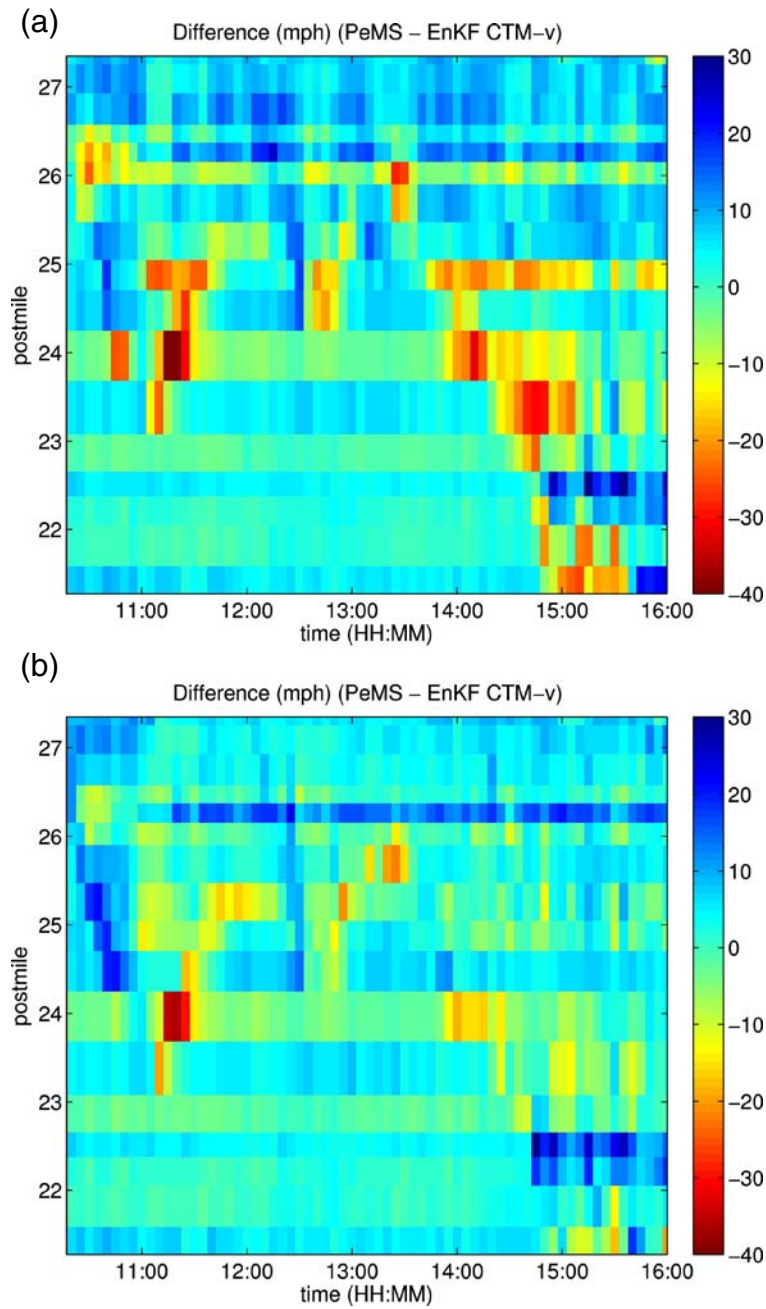 (a)
Difference (mph) (PeMS – EnKF CTM–v)
postmile
27
26
25
24
23
22
11:00 12:00 13:00 14:00 15:00 16:00
time (HH:MM)
30
20
10
0
−10
−20
−30
−40
(b)
Difference (mph) (PeMS – EnKF CTM–v)
postmile
27
26
25
24
23
22
11:00 12:00 13:00 14:00 15:00 16:00
time (HH:MM)
30
20
10
0
−10
−20
−30
−40